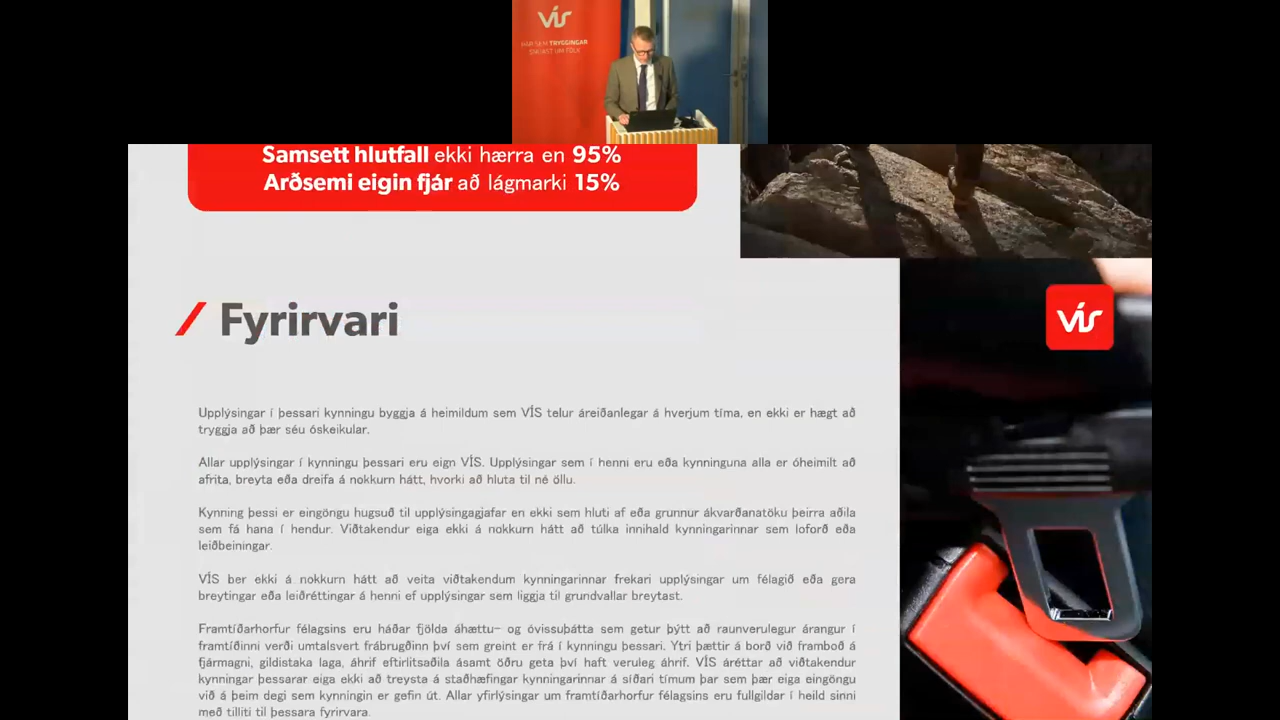 VÍS
ÞAR SEM TRYGGINGAR
SNÚAST UM FÓLK
Samsett hlutfall ekki hærra en 95%
Arðsemi eigin fjár að lágmarki 15%
Fyrirvari
VÍS
Upplýsingar í þessari kynningu byggja á heimildum sem VÍS telur áreiðanlegar á hverjum tíma, en ekki er hægt að
tryggja að þær séu óskeikular.
Allar upplýsingar í kynningu þessari eru eign VÍS. Upplýsingar sem í henni eru eða kynninguna alla er óheimilt að
afrita, breyta eða dreifa á nokkurn hátt, hvorki að hluta til né öllu.
Kynning þessi er eingöngu hugsuð til upplýsingagjafar en ekki sem hluti af eða grunnur ákvarðanatöku þeirra aðila
sem fá hana í hendur. Viðtakendur eiga ekki á nokkurn hátt að túlka innihald kynningarinnar sem loforð eða
leiðbeiningar.
VÍS ber ekki á nokkurn hátt að veita viðtakendum kynningarinnar frekari upplýsingar um félagið eða gera
breytingar eða leiðréttingar á henni ef upplýsingar sem liggja til grundvallar breytast.
Framtíðarhorfur félagsins eru háðar fjölda áhættu- og óvissuþátta sem getur þýtt að raunverulegur árangur í
framtíðinni verði umtalsvert frábrugðinn því sem greint er frá í kynningu þessari. Ytri þættir á borð við framboð á
fjármagni, gildistaka laga, áhrif eftirlitsaðila ásamt öðru geta því haft veruleg áhrif. VÍS áréttar að viðtakendur
kynningar þessarar eiga ekki að treysta á staðhæfingar kynningarinnar á síðari tímum þar sem þær eiga eingöngu
við á þeim degi sem kynningin er gefin út. Allar yfirlýsingar um framtíðarhorfur félagsins eru fullgildar í heild sinni
með tilliti til þessara fyrirvara.